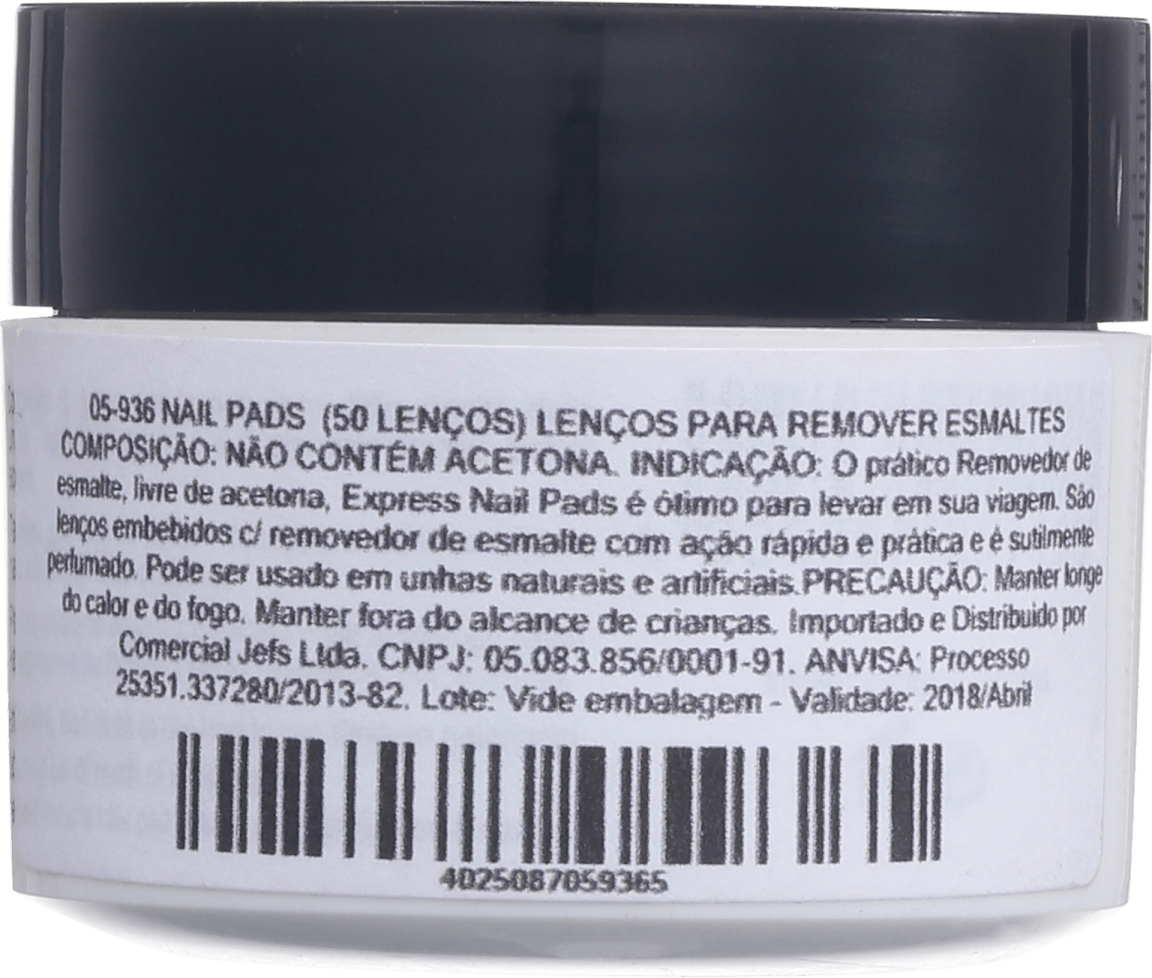 05-936 NAIL PADS (50 LENÇOS) LENÇOS PARA REMOVER ESMALTES
COMPOSIÇÃO: NÃO CONTÉM ACETONA. INDICAÇÃO: O prático Removedor de
esmalte, livre de acetona, Express Nail Pads é ótimo para levar em sua viagem. São
lenços embebidos c/ removedor de esmalte com ação rápida e prática e é sutilmente
perfumado. Pode ser usado em unhas naturais e artificiais.PRECAUÇÃO: Manter longe
do calor e do fogo. Manter fora do alcance de crianças. Importado e Distribuido por
Comercial Jefs Ltda. CNPJ: 05.083.856/0001-91. ANVISA: Processo
25351.337280/2013-82. Lote: Vide embalagem - Validade: 2018/Abril
4025087059365